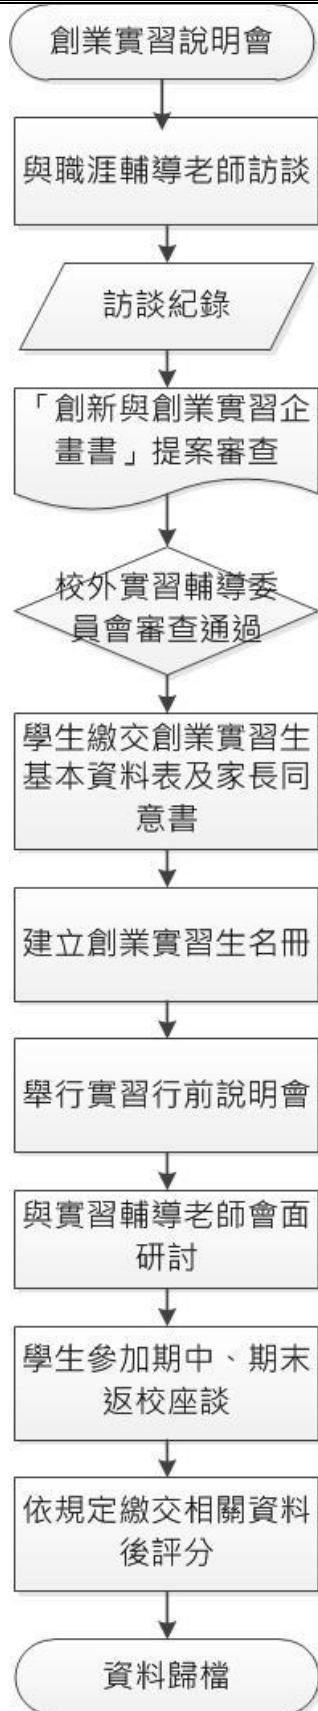 創業實習說明會
與職涯輔導老師訪談
訪談紀錄
「創新與創業實習企
畫書」提案審查
校外實習輔導委
員會審查通過
學生繳交創業實習生
基本資料表及家長同
意書
建立創業實習生名冊
舉行實習行前說明會
與實習輔導老師會面
研討
學生參加期中、期末
返校座談
依規定繳交相關資料
後評分
資料歸檔